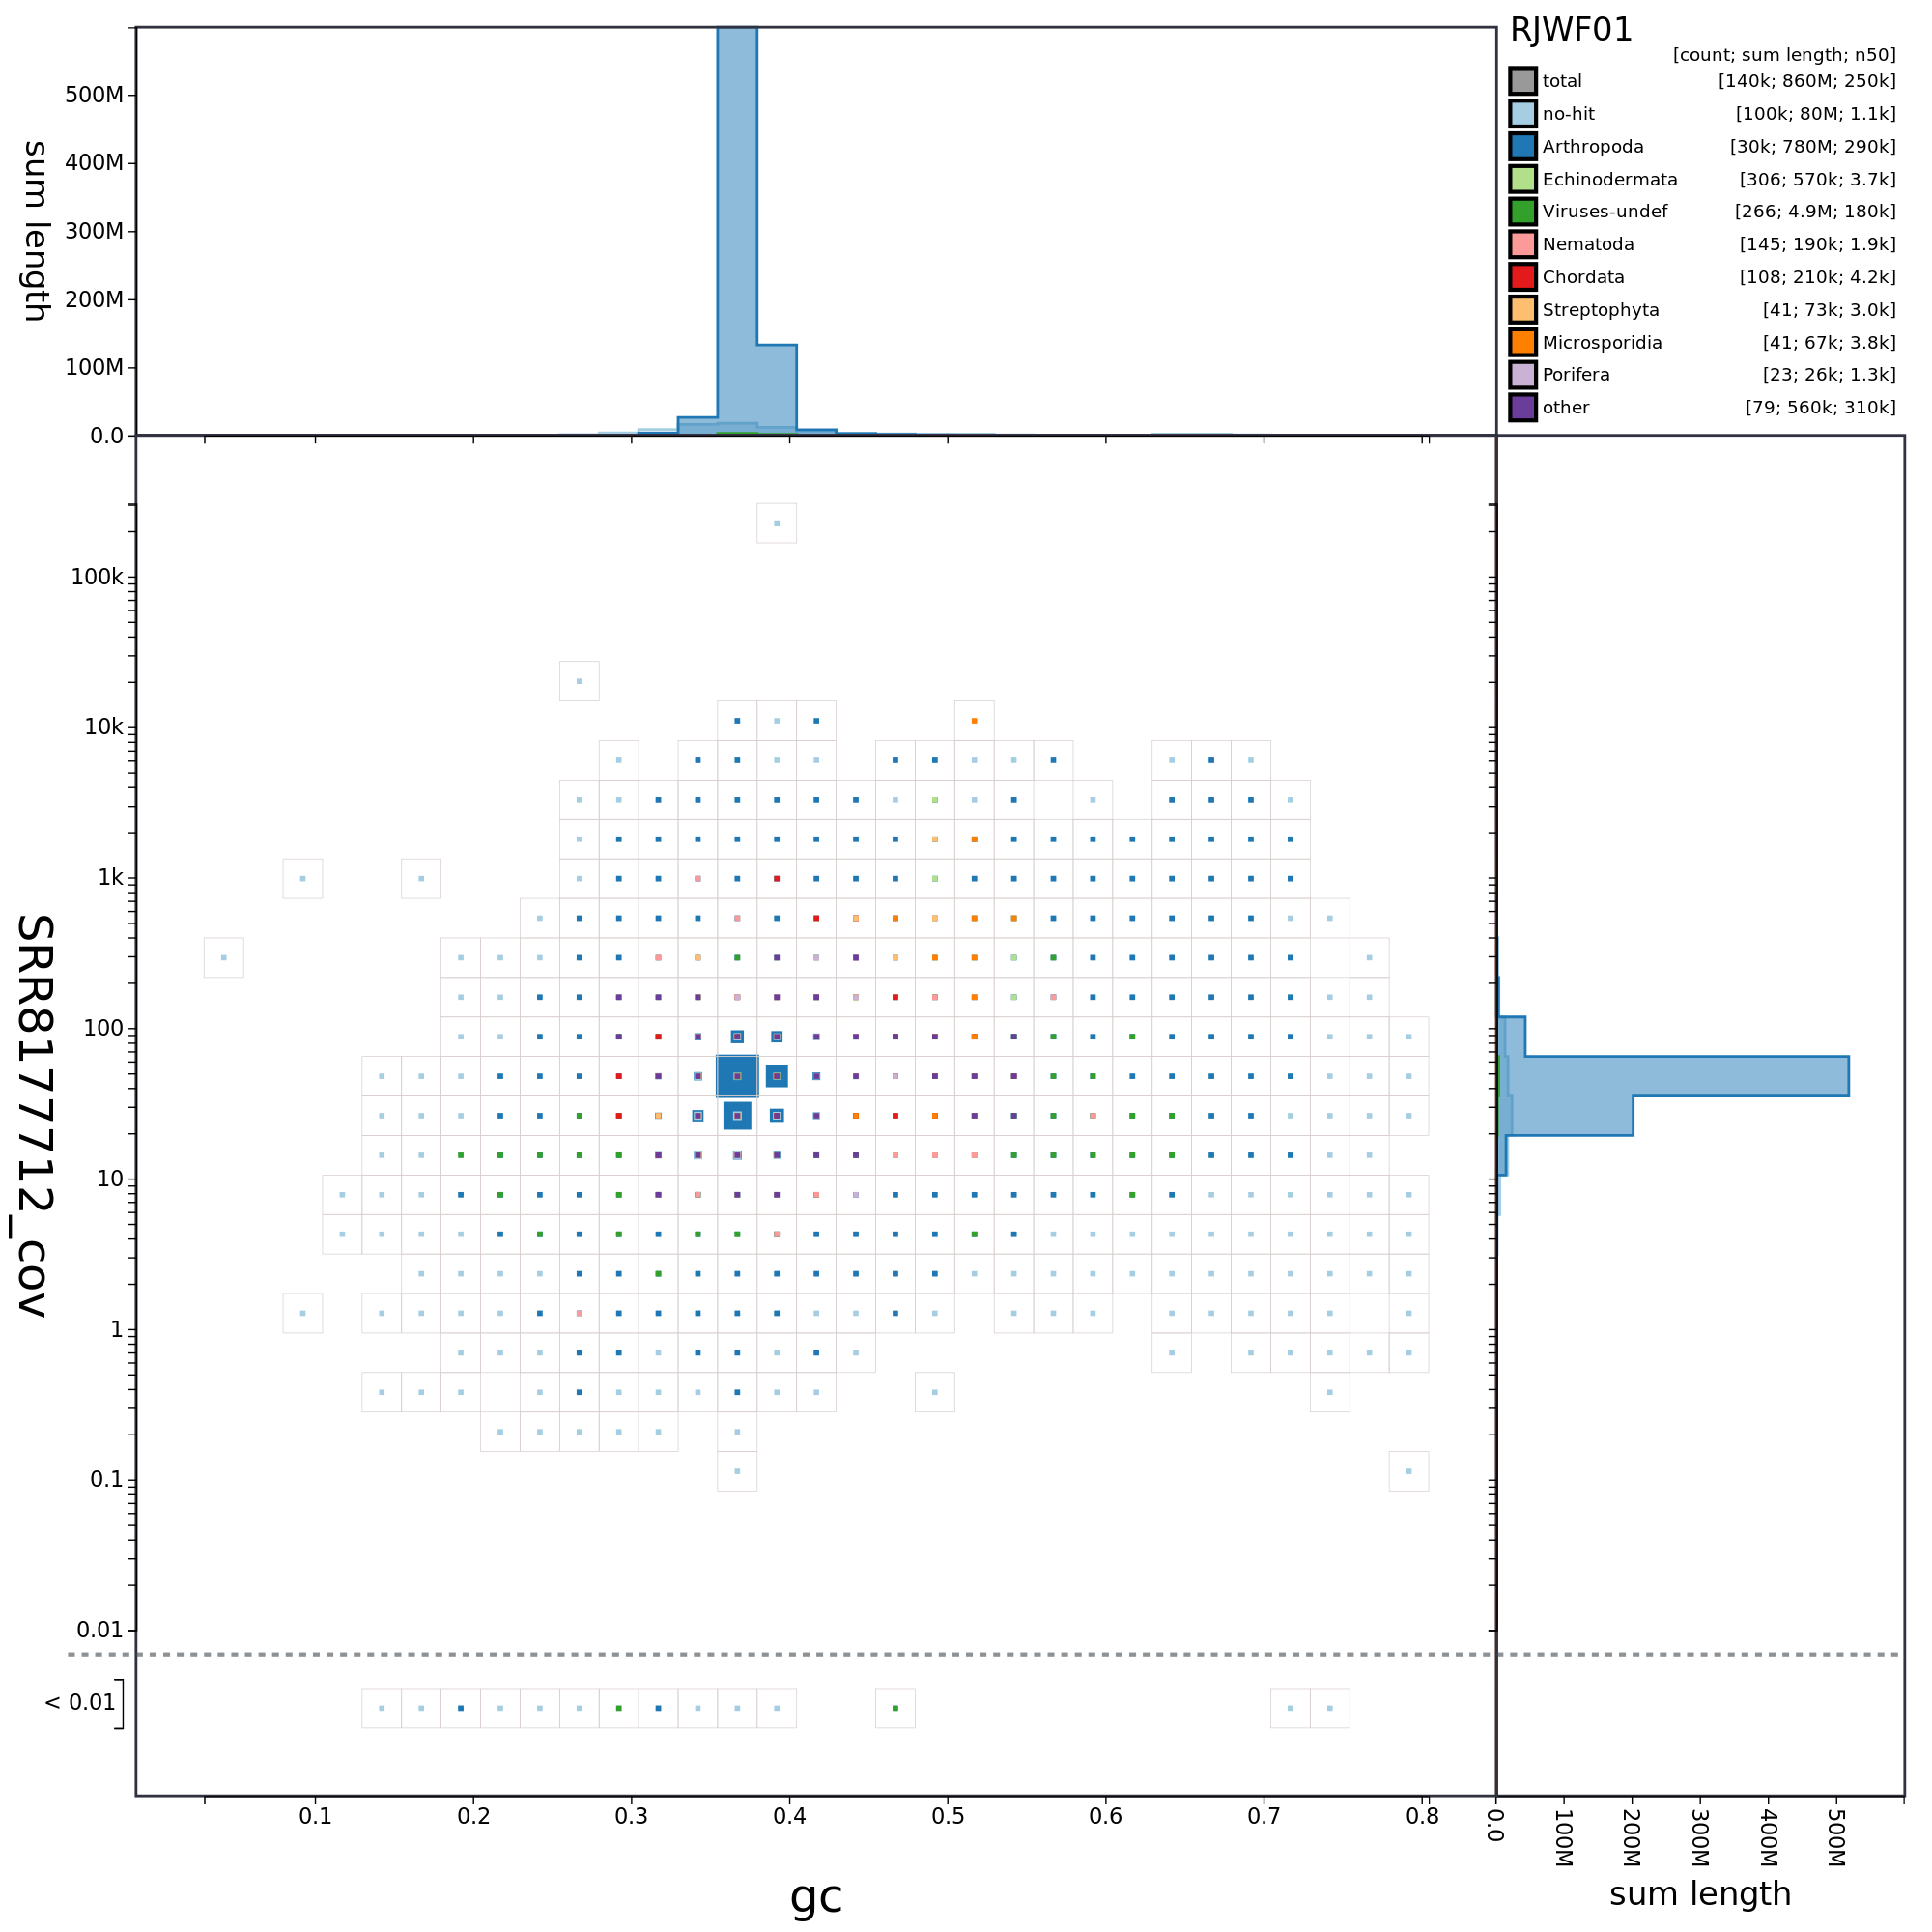 RJWF01
[count; sum length; n50]
total [140k; 860M; 250k]
no-hit [100k; 80M; 1.1k]
Arthropoda [30k; 780M; 290k]
Echinodermata [306; 570k; 3.7k]
Viruses-undef [266; 4.9M; 180k]
Nematoda [145; 190k; 1.9k]
Chordata [108; 210k; 4.2k]
Streptophyta [41; 73k; 3.0k]
Microsporidia [41; 67k; 3.8k]
Porifera [23; 26k; 1.3k]
other [79; 560k; 310k]
sum length
500M
400M
300M
200M
100M
0.0
SRR8177712_cov
100k
10k
1k
100
10
1
0.1
0.01
< 0.01
0.1 0.2 0.3 0.4 0.5 0.6 0.7 0.8
gc
0.0 100M 200M 300M 400M 500M
sum length